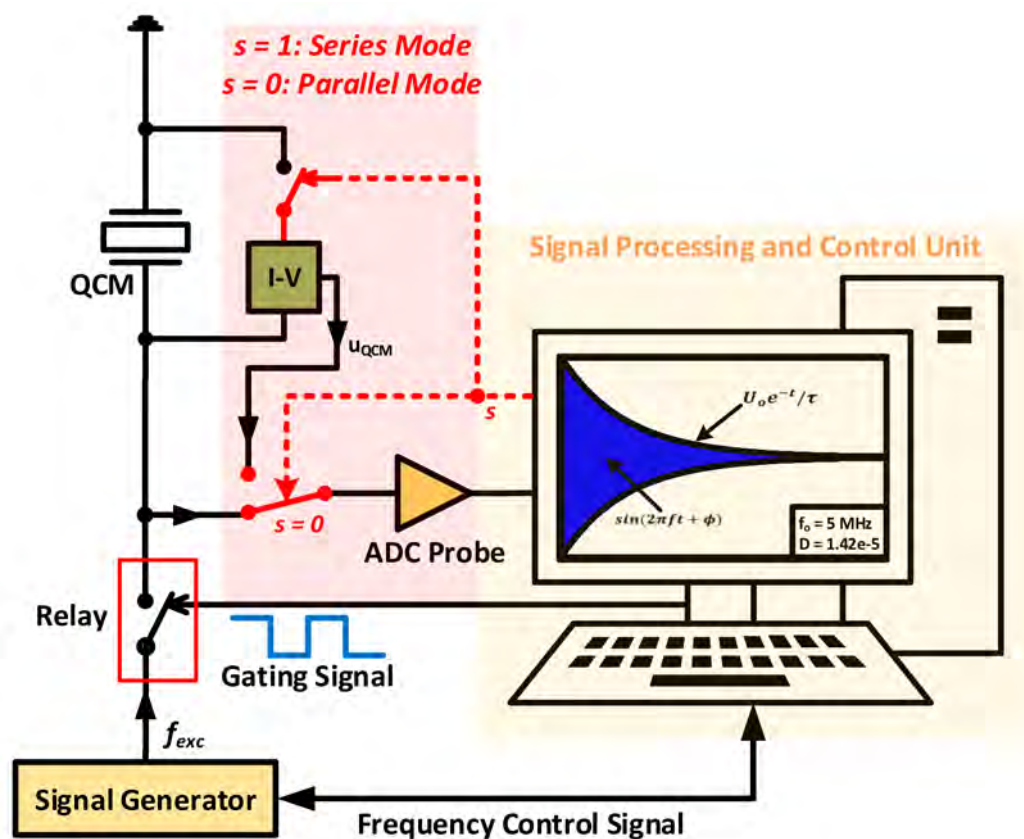 s = 1: Series Mode
s = 0: Parallel Mode
Signal Processing and Control Unit
QCM
I-V
uQCM
s
Uₒe⁻ᵗ/τ
sin(2πft + ϕ)
fₒ = 5 MHz
D = 1.42e-5
s = 0
ADC Probe
Relay
Gating Signal
fexc
Signal Generator
Frequency Control Signal